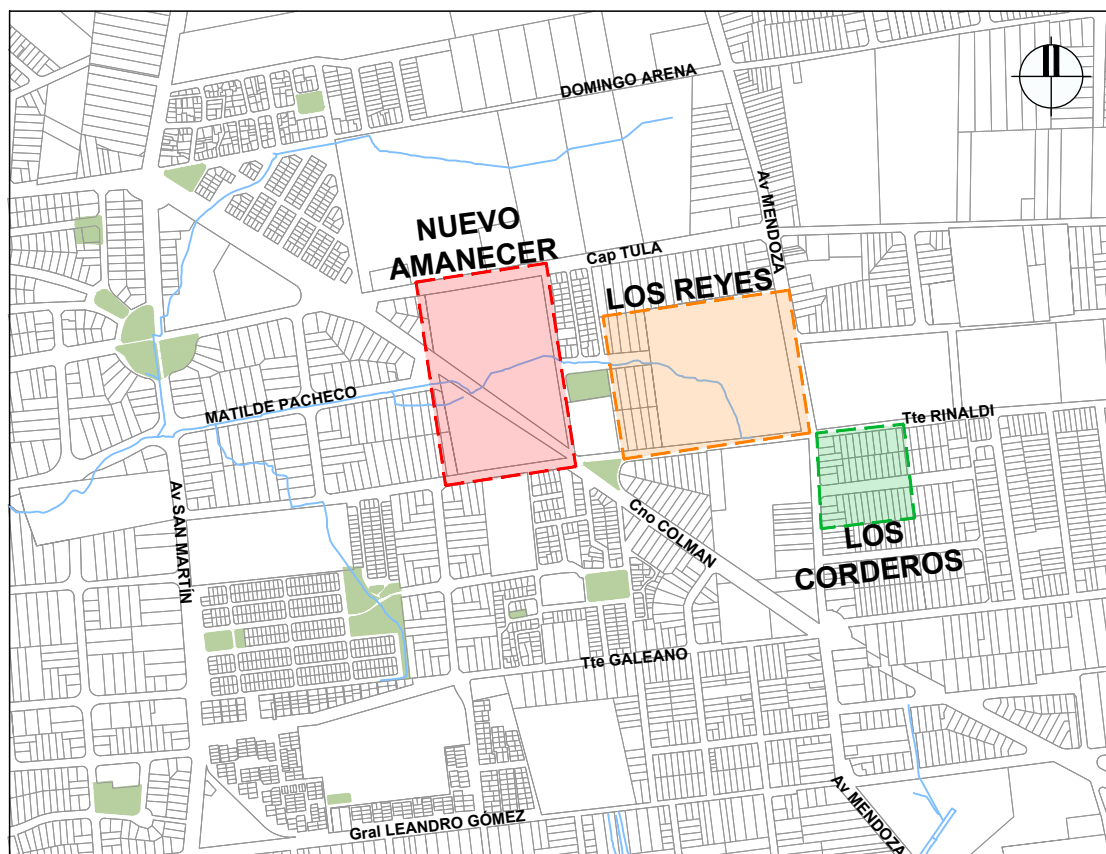 DOMINGO ARENA
Av MENDOZA
NUEVO
AMANECER
Cap TULA
LOS REYES
MATILDE PACHECO
Tte RINALDI
Av SAN MARTÍN
Cno COLMAN
LOS
CORDEROS
Tte GALEANO
Av MENDOZA
Gral LEANDRO GÓMEZ